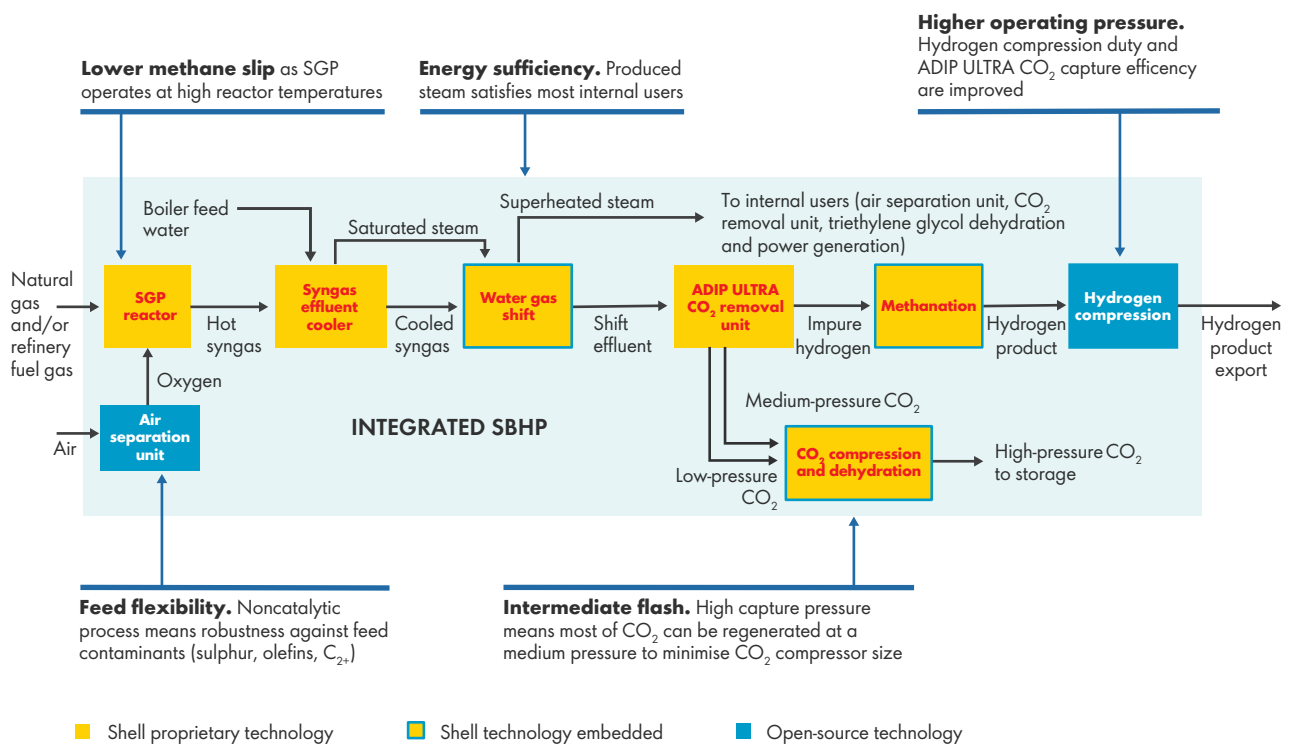 Higher operating pressure.
Hydrogen compression duty and
ADIP ULTRA CO₂ capture efficency
are improved
Lower methane slip as SGP
operates at high reactor temperatures
Energy sufficiency. Produced
steam satisfies most internal users
Boiler feed
water
Saturated steam
Superheated steam
To internal users (air separation unit, CO₂
removal unit, triethylene glycol dehydration
and power generation)
Natural
gas
and/or
refinery
fuel gas
SGP
reactor
Hot
syngas
Syngas
effluent
cooler
Cooled
syngas
Water gas
shift
Shift
effluent
ADIP ULTRA
CO₂ removal
unit
Impure
hydrogen
Methanation
Hydrogen
product
Hydrogen
compression
Hydrogen
product
export
Oxygen
Air
Air
separation
unit
INTEGRATED SBHP
Medium-pressure CO₂
Low-pressure
CO₂
CO₂ compression
and dehydration
High-pressure CO₂
to storage
Feed flexibility. Noncatalytic
process means robustness against feed
contaminants (sulphur, olefins, C₂₊)
Intermediate flash. High capture pressure
means most of CO₂ can be regenerated at a
medium pressure to minimise CO₂ compressor size
Shell proprietary technology
Shell technology embedded
Open-source technology